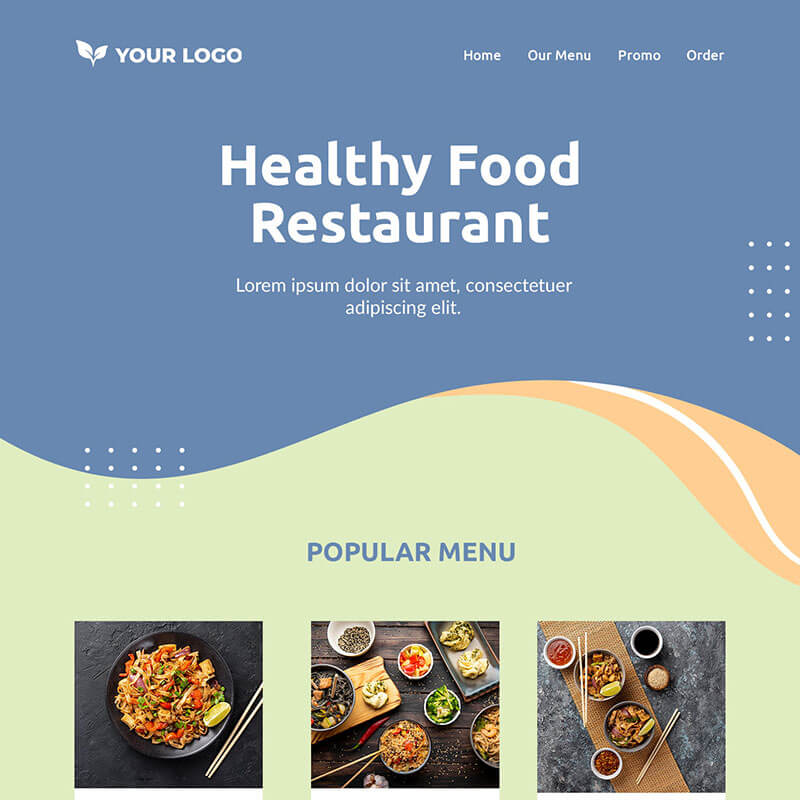 YOUR LOGO
Home Our Menu Promo Order
Healthy Food
Restaurant
Lorem ipsum dolor sit amet, consectetuer
adipiscing elit.
POPULAR MENU